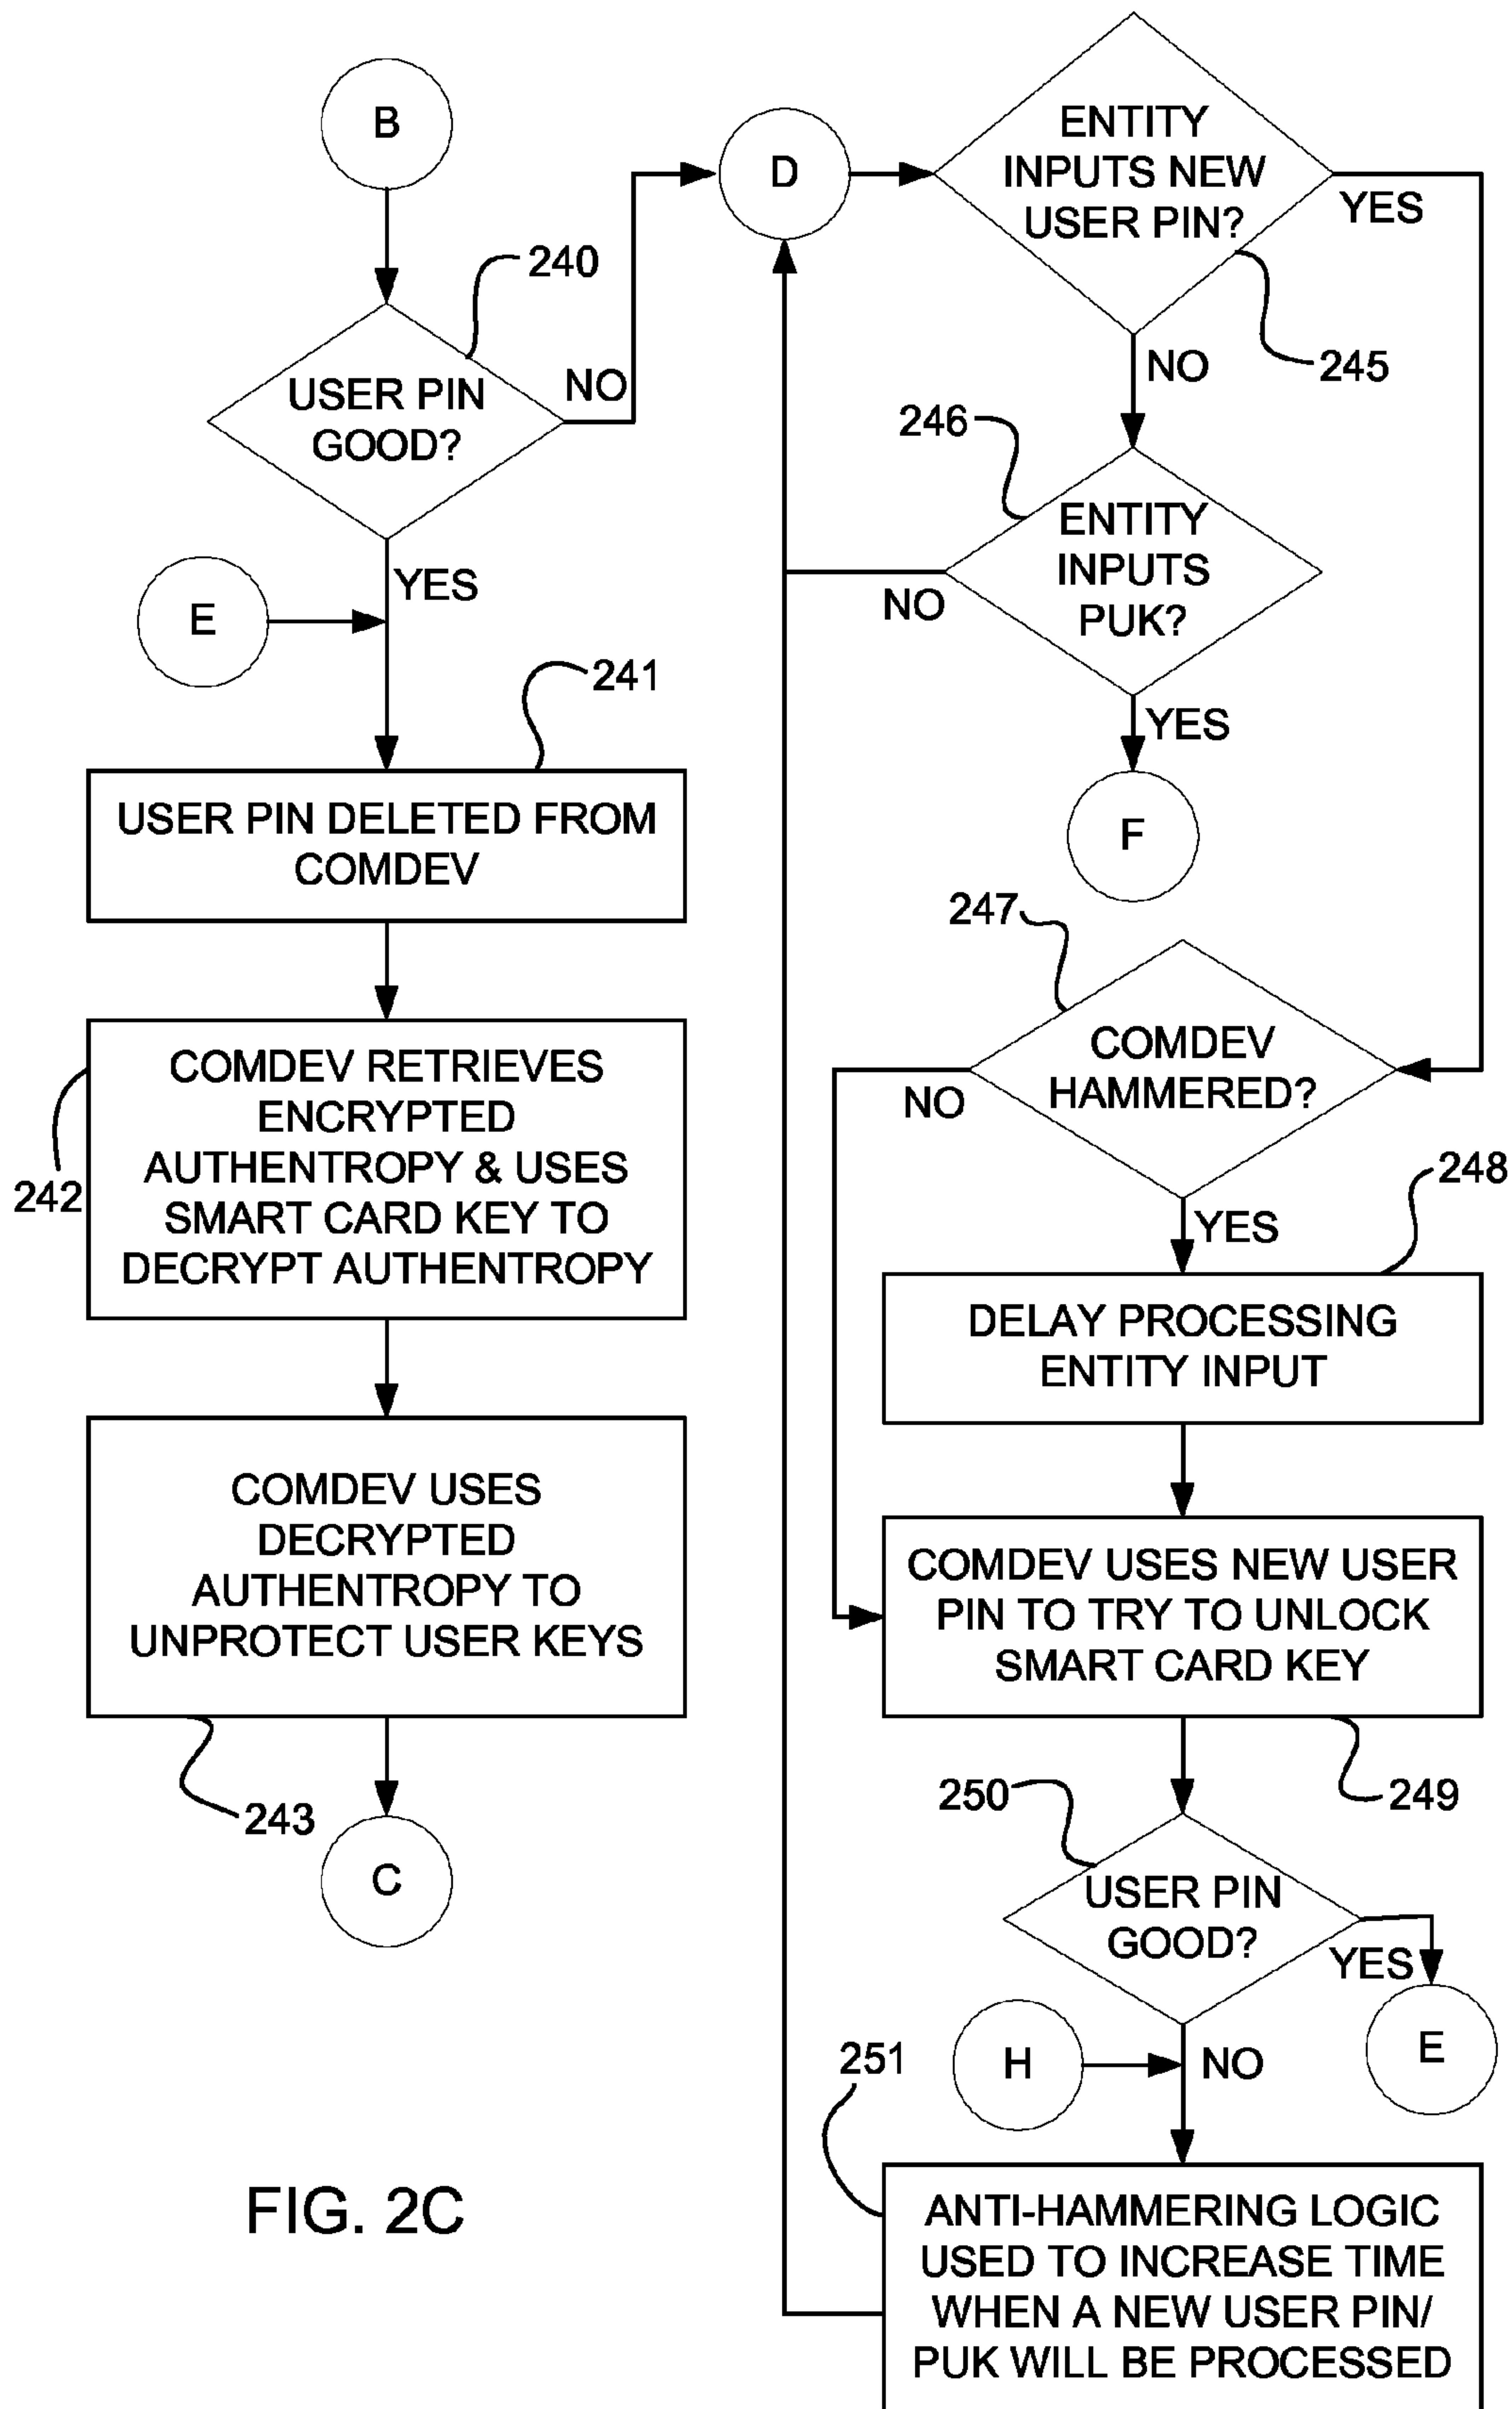 B
240
USER PIN
GOOD?
NO
YES
E
241
USER PIN DELETED FROM
COMDEV
242
COMDEV RETRIEVES
ENCRYPTED
AUTHENTROPY & USES
SMART CARD KEY TO
DECRYPT AUTHENTROPY
COMDEV USES
DECRYPTED
AUTHENTROPY TO
UNPROTECT USER KEYS
243
C
D
ENTITY
INPUTS NEW
USER PIN?
YES
245
NO
246
ENTITY
INPUTS
PUK?
NO
YES
F
247
COMDEV
HAMMERED?
NO
YES
248
DELAY PROCESSING
ENTITY INPUT
COMDEV USES NEW USER
PIN TO TRY TO UNLOCK
SMART CARD KEY
249
250
USER PIN
GOOD?
YES
E
H
NO
251
ANTI-HAMMERING LOGIC
USED TO INCREASE TIME
WHEN A NEW USER PIN/
PUK WILL BE PROCESSED
FIG. 2C